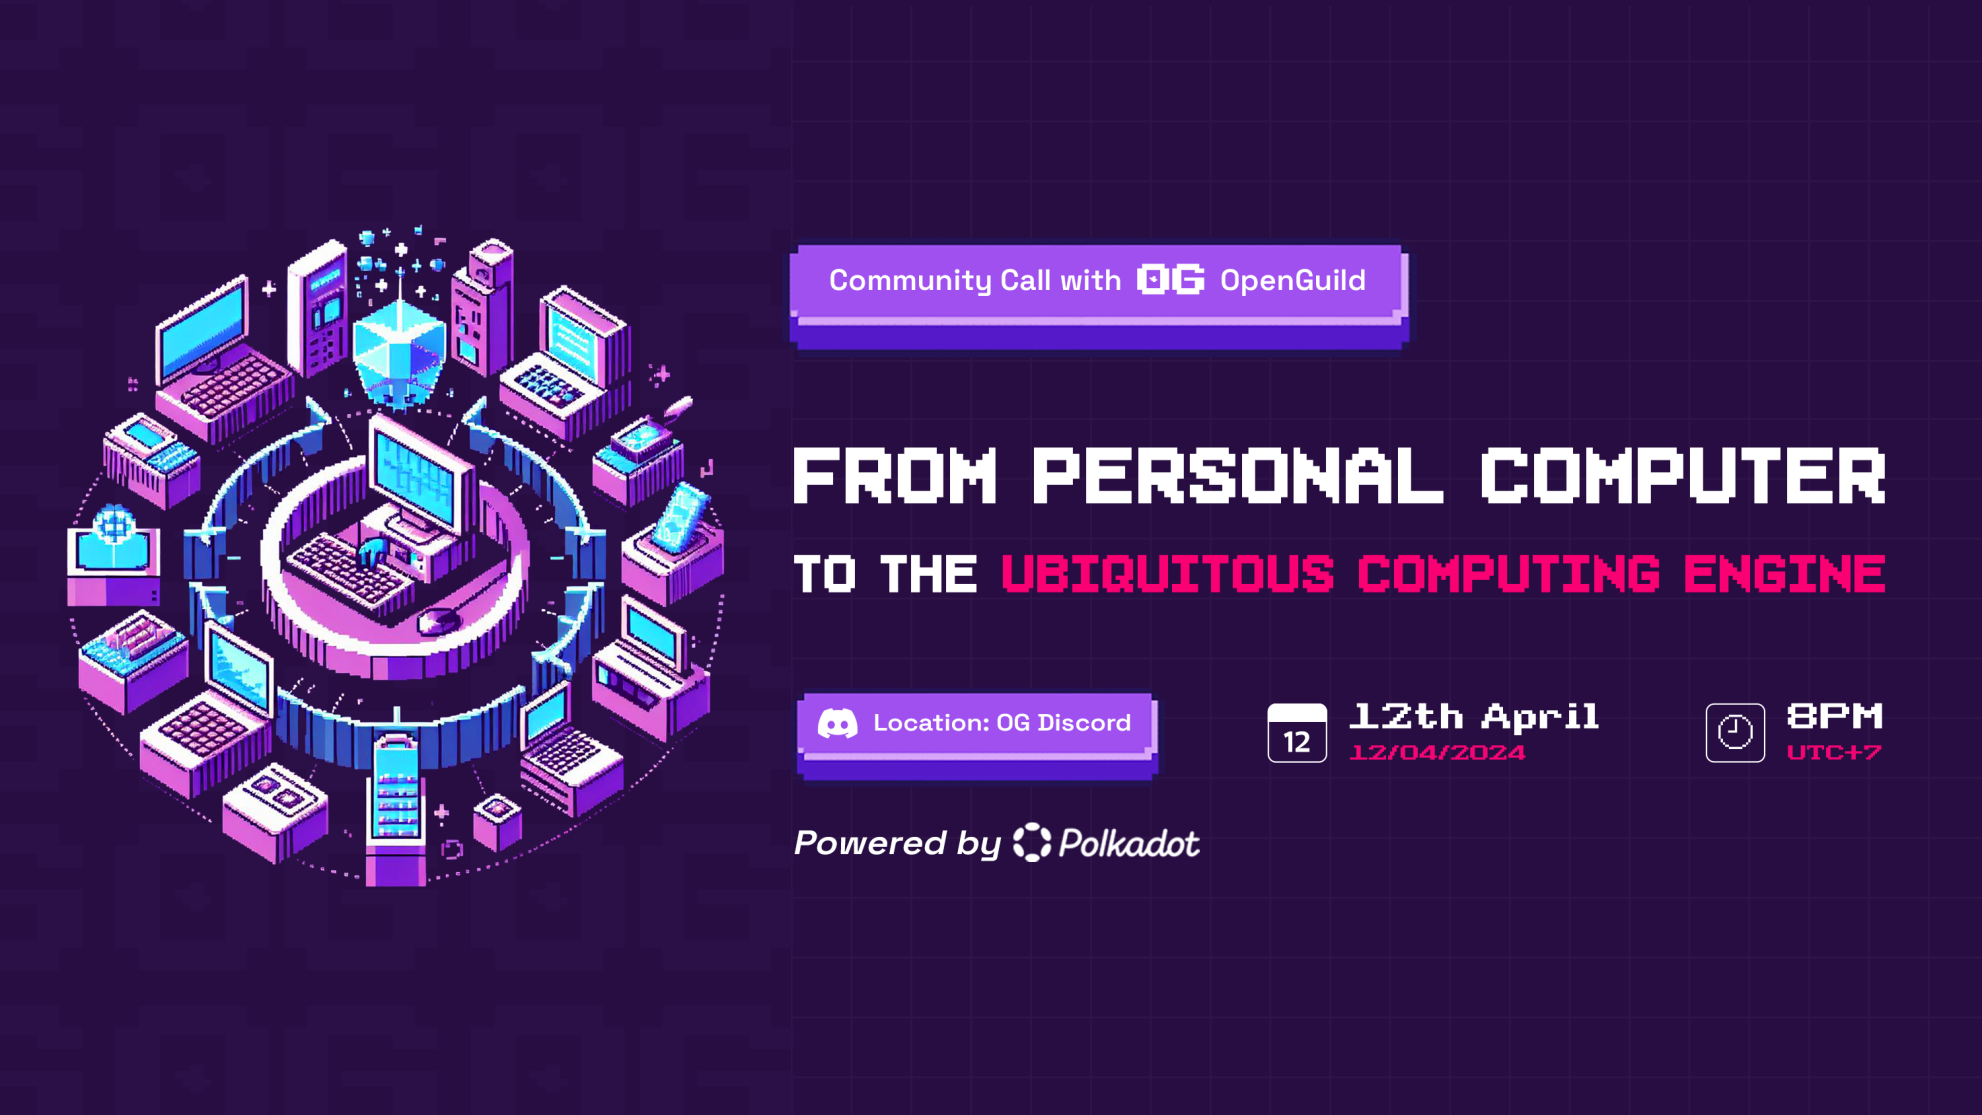 Community Call with OG OpenGuild
FROM PERSONAL COMPUTER
TO THE UBIQUITOUS COMPUTING ENGINE
Location: OG Discord
12
12th April
12/04/2024
8PM
UTC+7
Powered by Polkadot